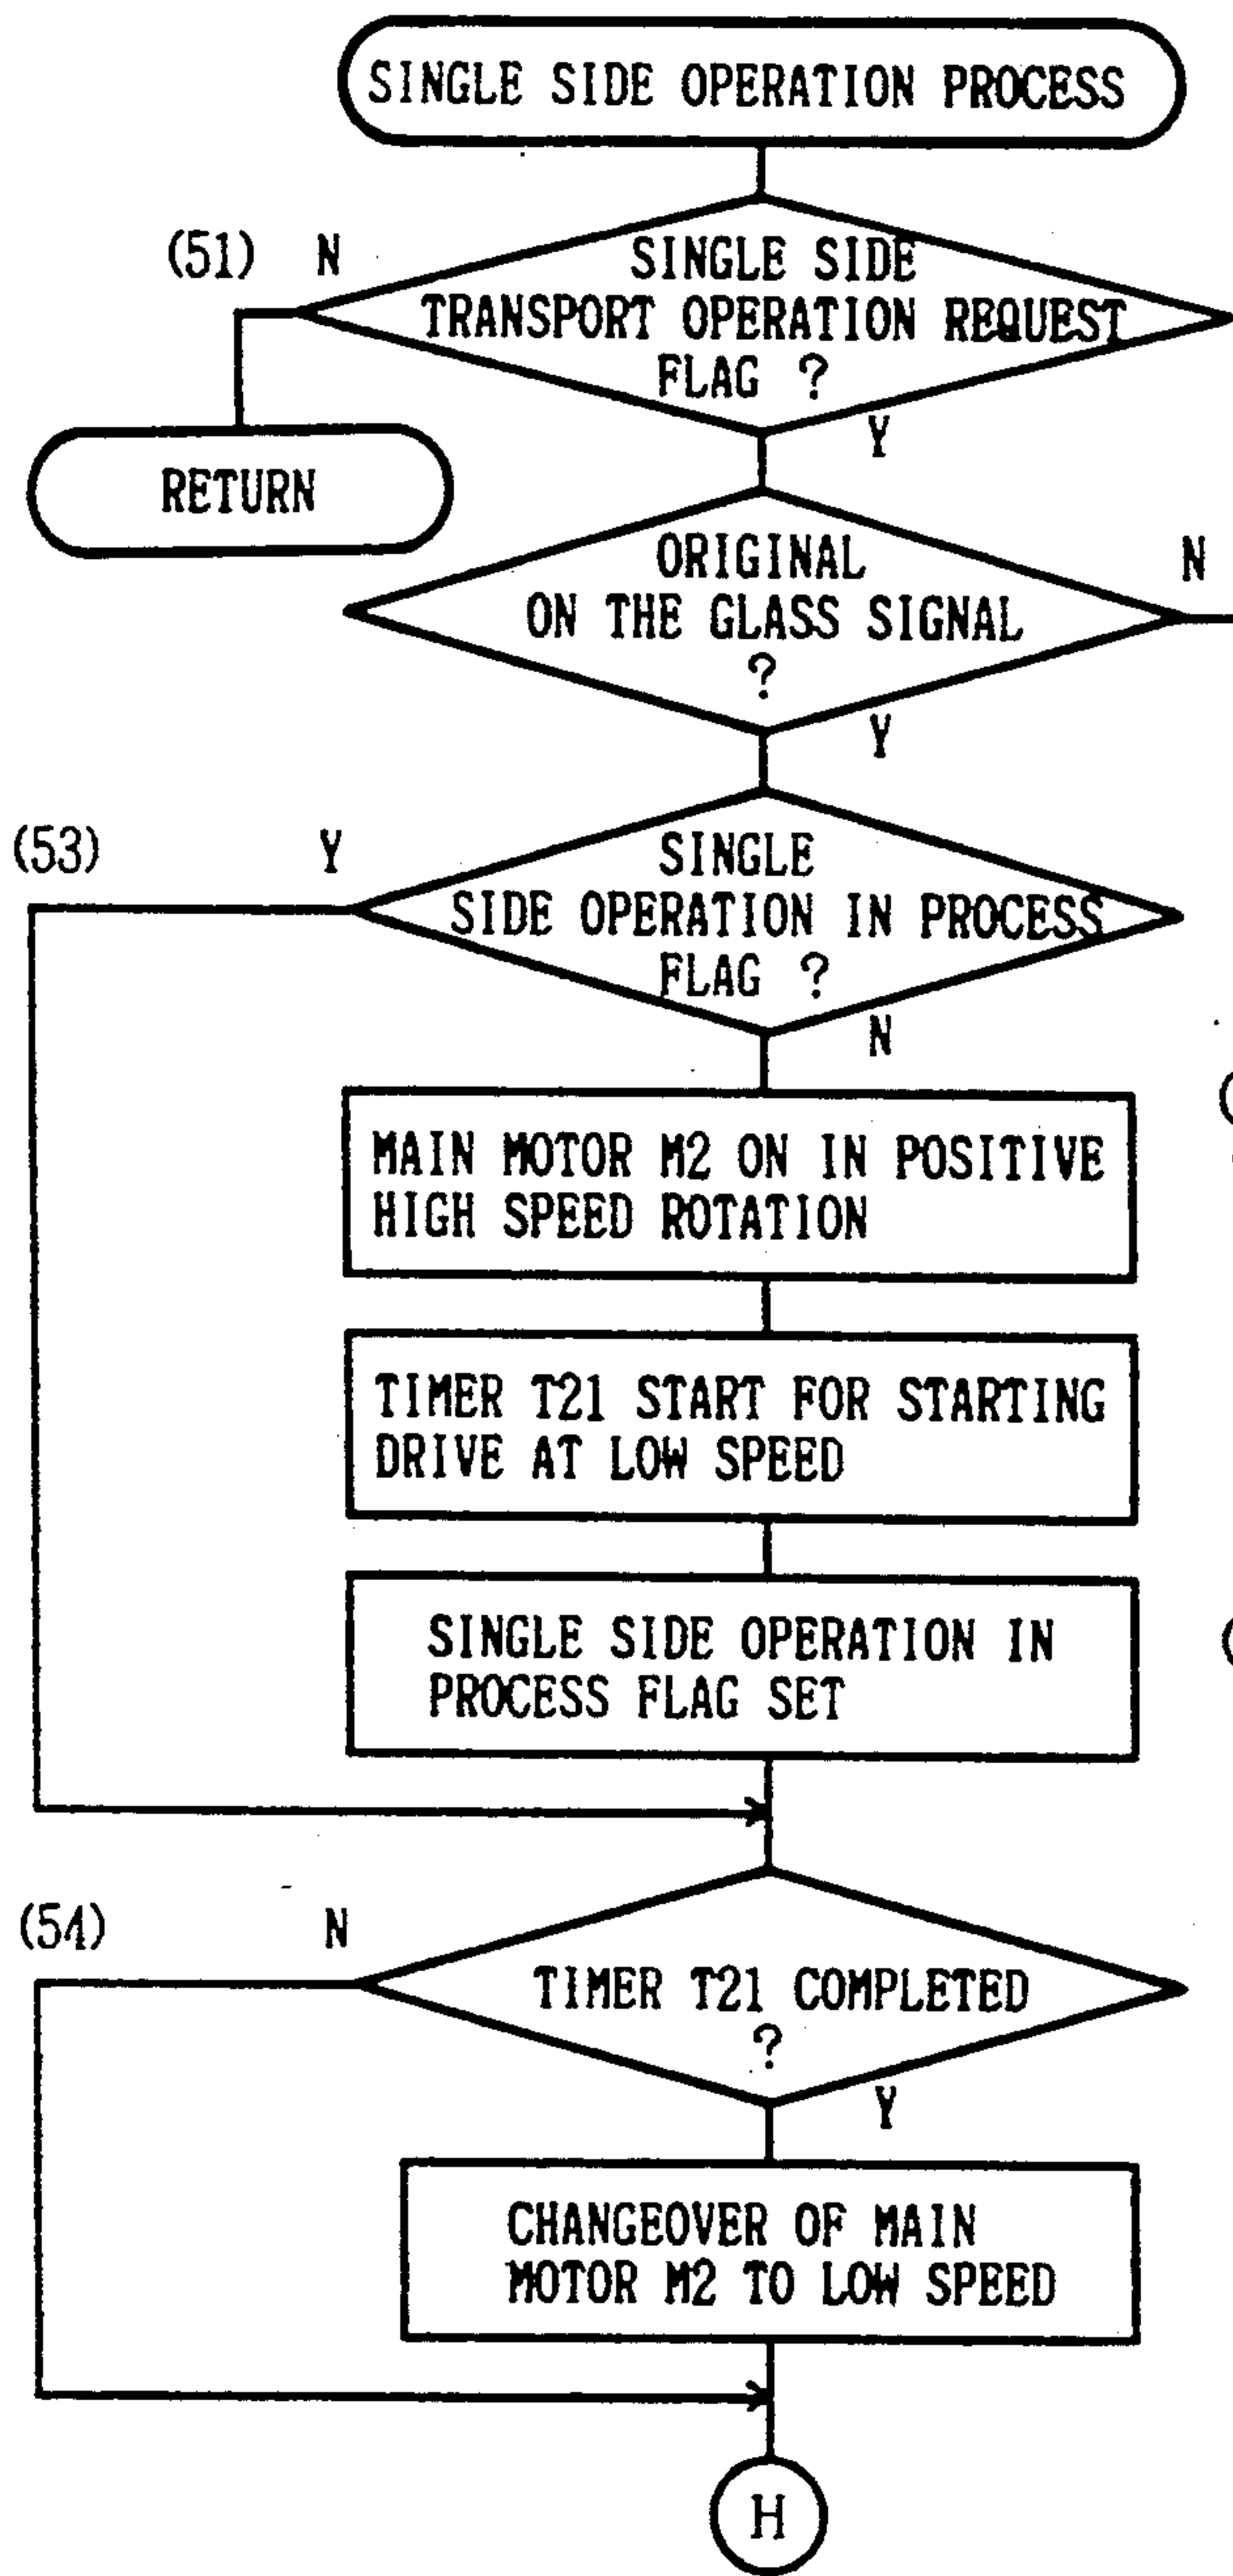 SINGLE SIDE OPERATION PROCESS
(51) N
SINGLE SIDE
TRANSPORT OPERATION REQUEST
FLAG ?
Y
RETURN
ORIGINAL
ON THE GLASS SIGNAL
?
N
Y
(53) Y
SINGLE
SIDE OPERATION IN PROCESS
FLAG ?
N
MAIN MOTOR M2 ON IN POSITIVE
HIGH SPEED ROTATION
TIMER T21 START FOR STARTING
DRIVE AT LOW SPEED
SINGLE SIDE OPERATION IN
PROCESS FLAG SET
(54) N
TIMER T21 COMPLETED
?
Y
CHANGEOVER OF MAIN
MOTOR M2 TO LOW SPEED
H